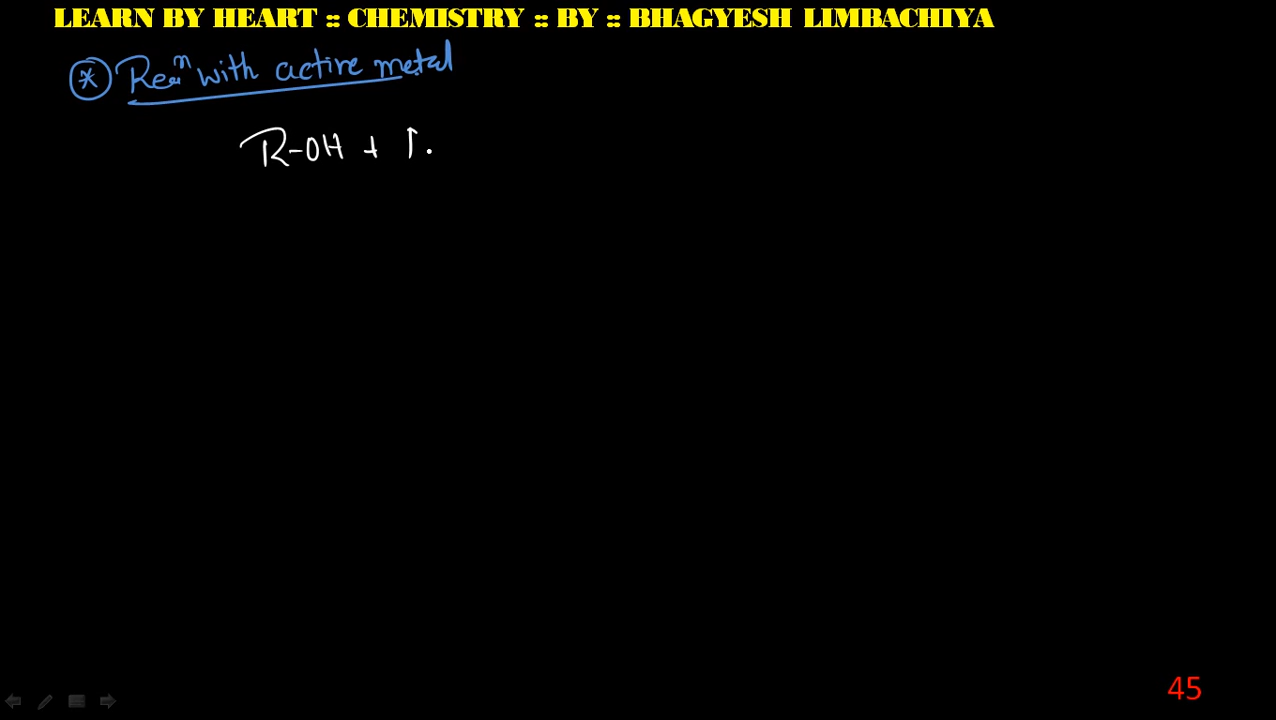 LEARN BY HEART :: CHEMISTRY :: BY :: BHAGYESH LIMBACHIYA
Reaⁿ with active metal
R-OH +
45